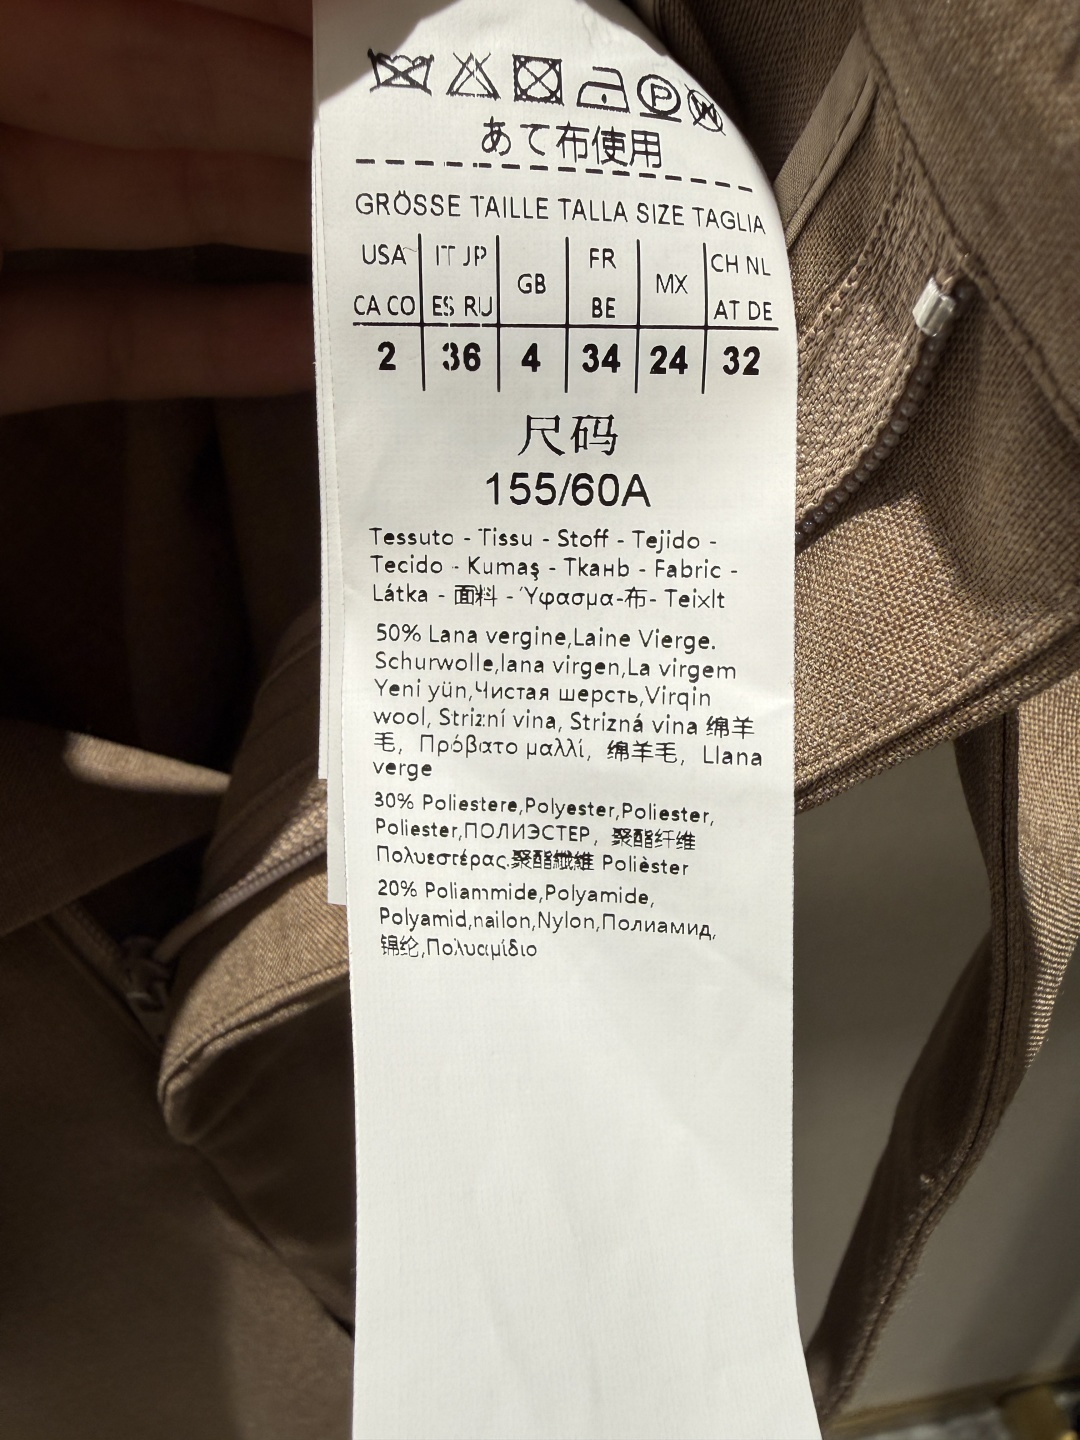 P W
あて布使用
GRÖSSE TAILLE TALLA SIZE TAGLIA
USA IT JP GB FR MX CH NL
CA CO ES RU BE AT DE
2 36 4 34 24 32
尺码
155/60A
Tessuto - Tissu - Stoff - Tejido -
Tecido - Kumaş - Ткань - Fabric -
Látka - 面料 - Ύφασμα-布- Teixlt
50% Lana vergine,Laine Vierge.
Schurwolle,lana virgen,La virgem
Yeni yün,Чистая шерсть,Virqin
wool, Strizní vina, Strizná vina 绵羊
毛, Πρόβατο μαλλί, 绵羊毛, Llana
verge
30% Poliestere,Polyester,Poliester,
Poliester,ПОЛИЭСТЕР, 聚酯纤维
Πολυεστέρας.聚酯纖維 Polièster
20% Poliammide,Polyamide,
Polyamid,nailon,Nylon,Полиамид,
锦纶,Πολυαμίδιο